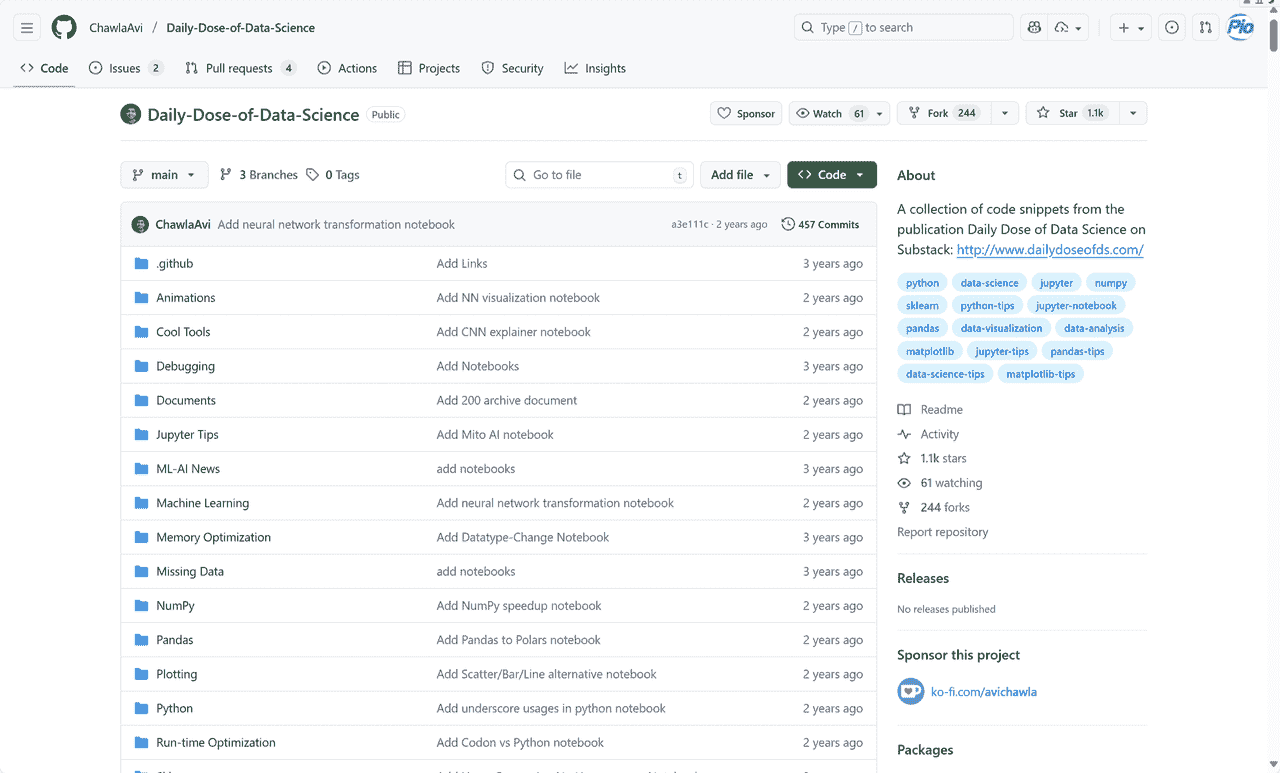 ChawlaAvi / Daily-Dose-of-Data-Science
Type / to search
Pio
Code
Issues 2
Pull requests 4
Actions
Projects
Security
Insights
Daily-Dose-of-Data-Science Public
Sponsor
Watch 61
Fork 244
Star 1.1k
main
3 Branches
0 Tags
Go to file t
Add file
Code
ChawlaAvi Add neural network transformation notebook a3e111c · 2 years ago 457 Commits
.github Add Links 3 years ago
Animations Add NN visualization notebook 2 years ago
Cool Tools Add CNN explainer notebook 2 years ago
Debugging Add Notebooks 3 years ago
Documents Add 200 archive document 2 years ago
Jupyter Tips Add Mito AI notebook 2 years ago
ML-AI News add notebooks 3 years ago
Machine Learning Add neural network transformation notebook 2 years ago
Memory Optimization Add Datatype-Change Notebook 3 years ago
Missing Data add notebooks 3 years ago
NumPy Add NumPy speedup notebook 2 years ago
Pandas Add Pandas to Polars notebook 2 years ago
Plotting Add Scatter/Bar/Line alternative notebook 2 years ago
Python Add underscore usages in python notebook 2 years ago
Run-time Optimization Add Codon vs Python notebook 2 years ago
About
A collection of code snippets from the
publication Daily Dose of Data Science on
Substack: http://www.dailydoseofds.com/
python data-science jupyter numpy
sklearn python-tips jupyter-notebook
pandas data-visualization data-analysis
matplotlib jupyter-tips pandas-tips
data-science-tips matplotlib-tips
Readme
Activity
1.1k stars
61 watching
244 forks
Report repository
Releases
No releases published
Sponsor this project
ko-fi.com/avichawla
Packages